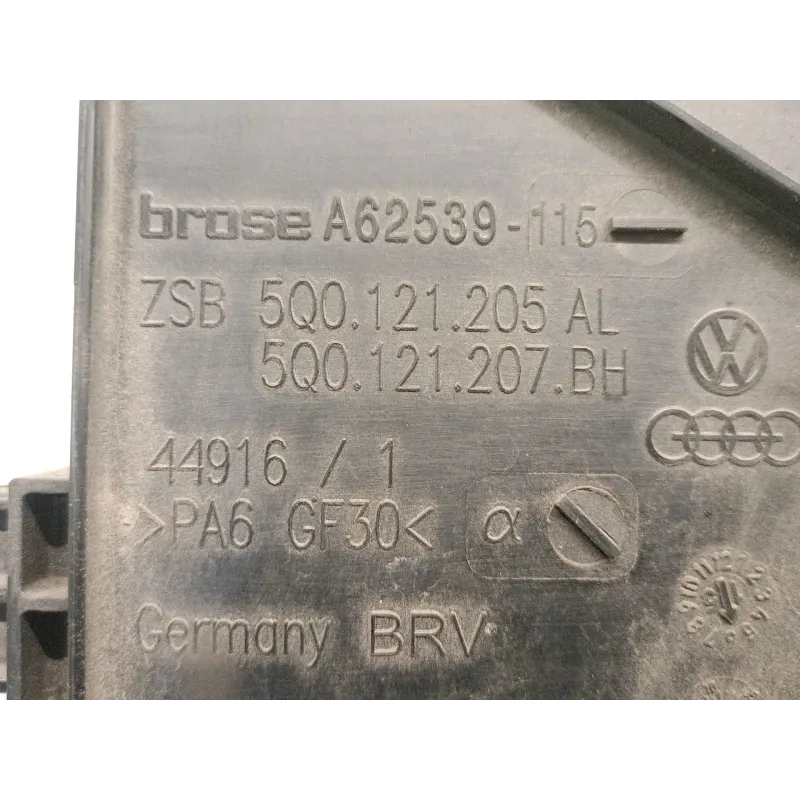 brose A62539-115
ZSB 5Q0.121.205 AL
5Q0.121.207.BH
44916 / 1
>PA6 GF30< α
Germany BRV